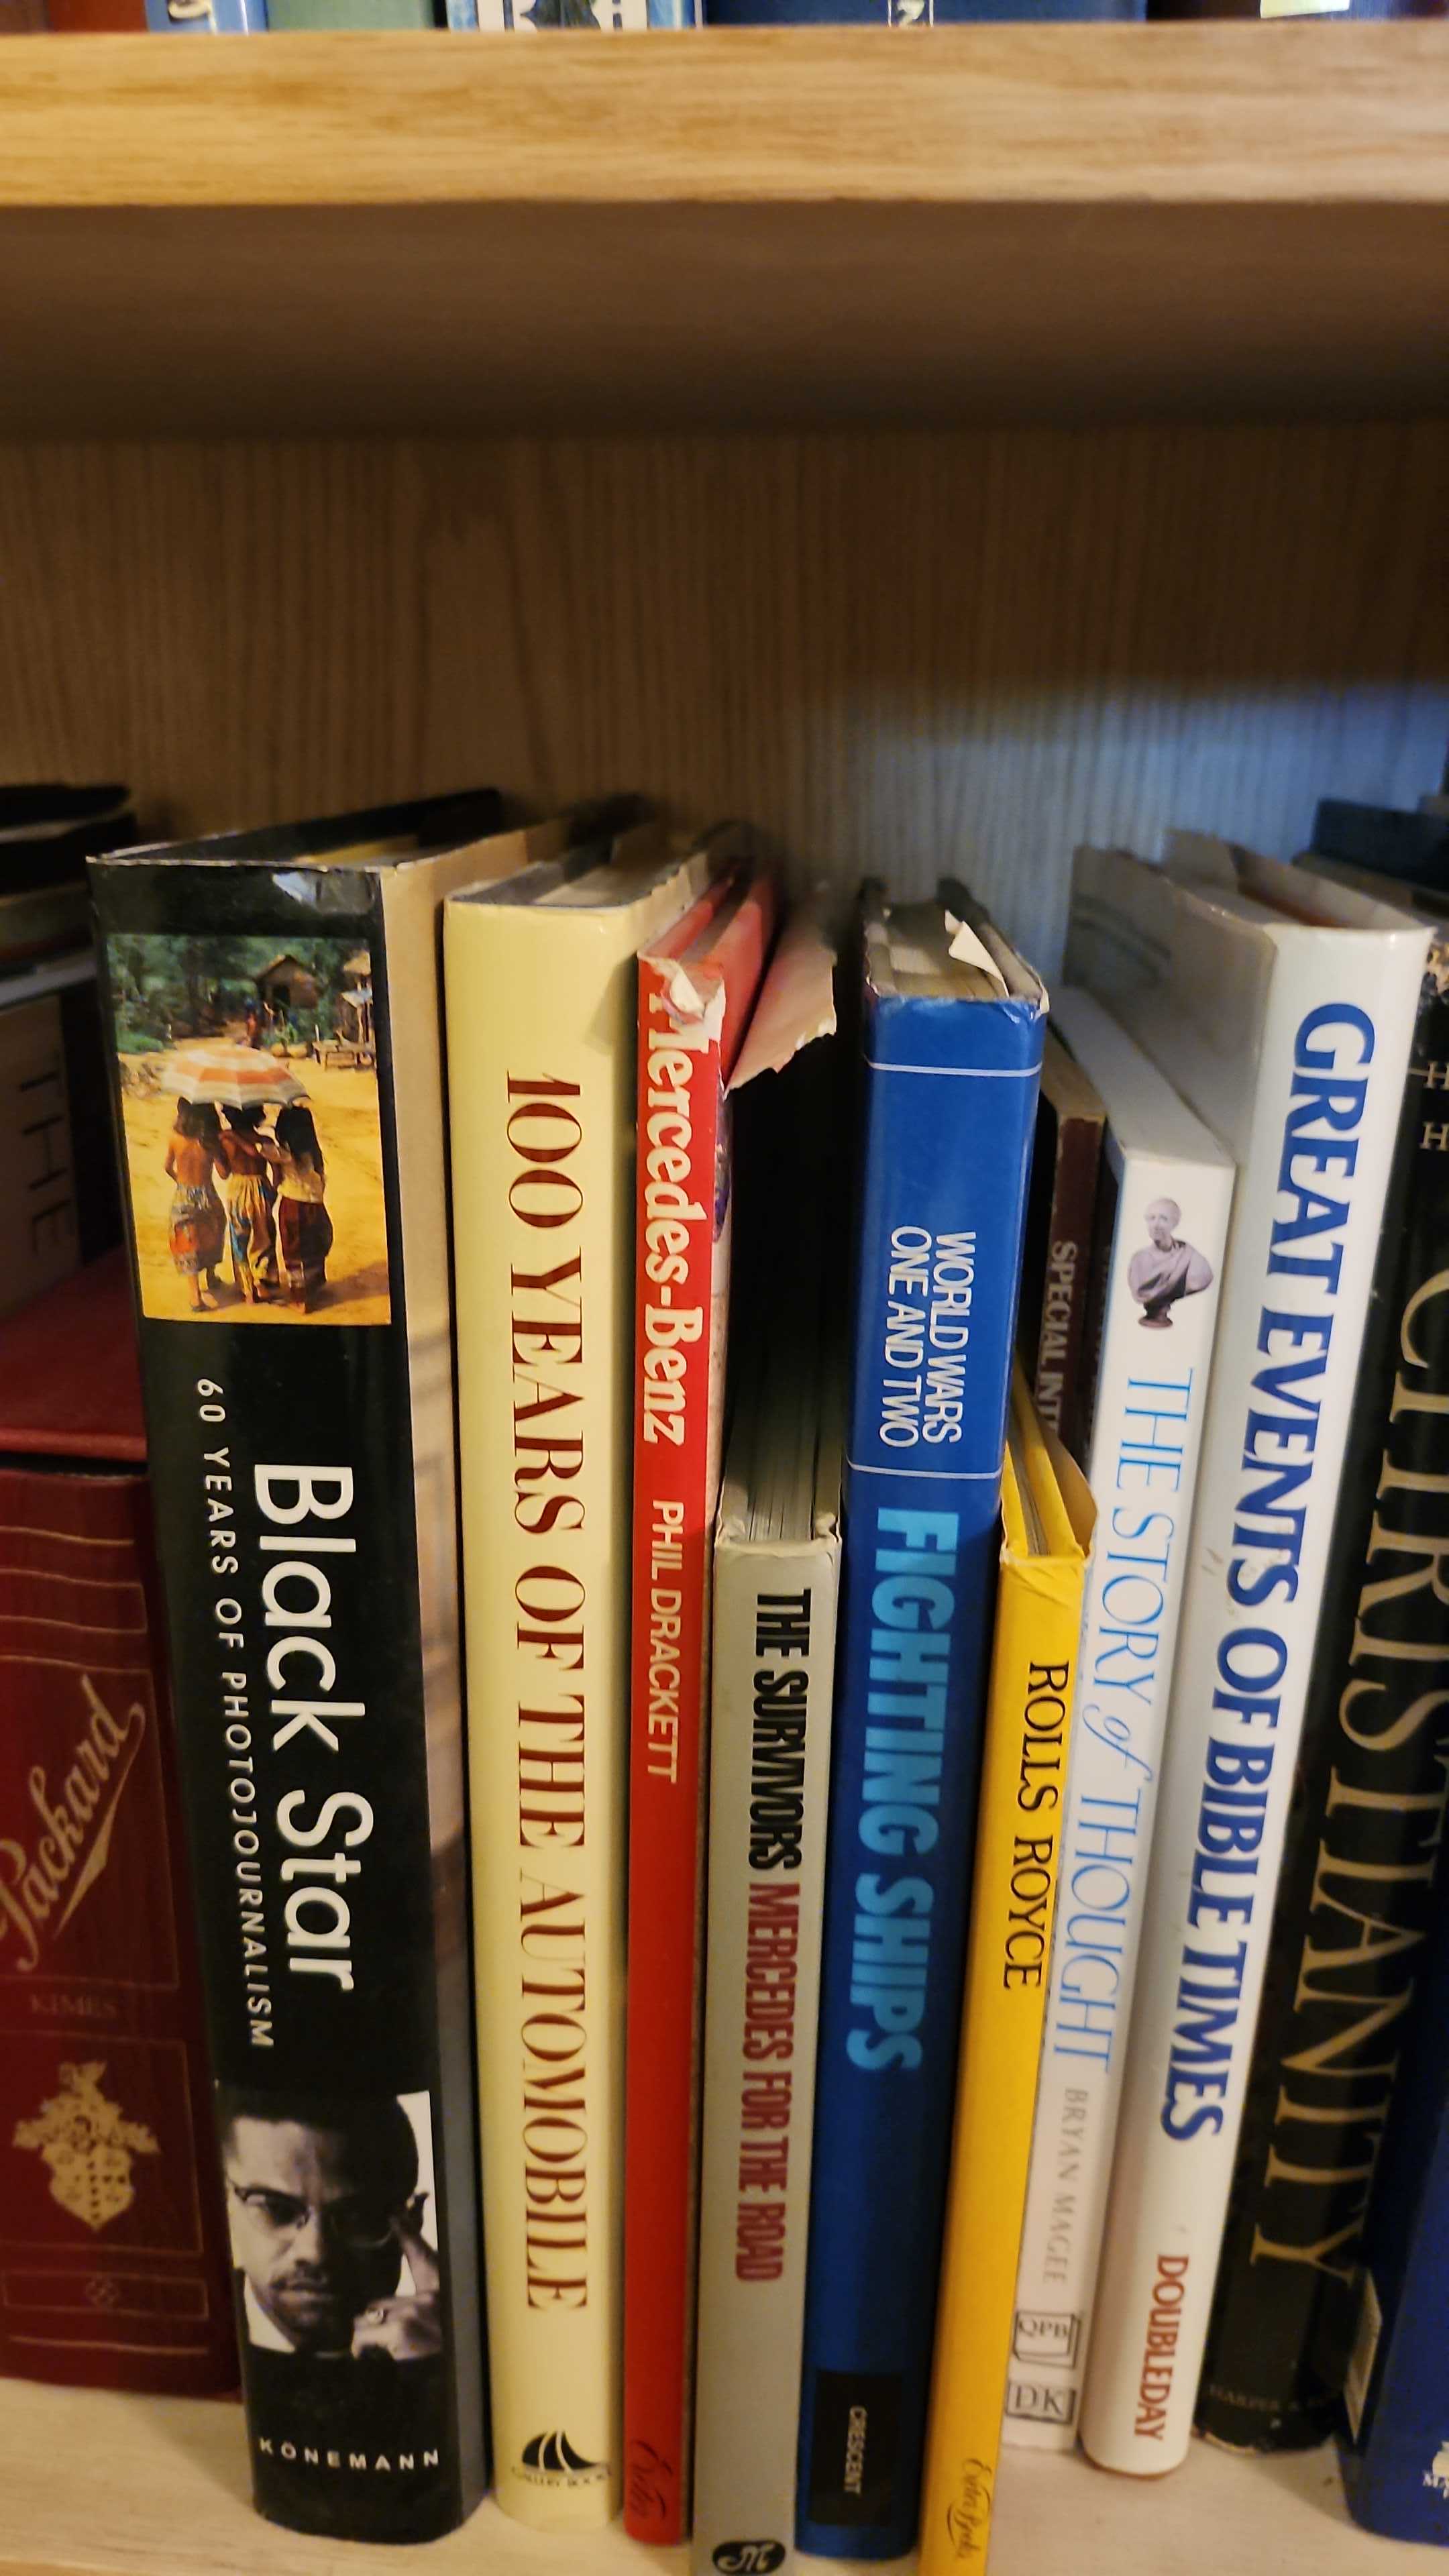 THE
Packard
KIMES
Black Star
60 YEARS OF PHOTOJOURNALISM
KÖNEMANN
100 YEARS OF THE AUTOMOBILE
GALLERY BOOKS
Mercedes-Benz PHIL DRACKETT
THE SURVIVORS MERCEDES FOR THE ROAD
WORLD WARS
ONE AND TWO
FIGHTING SHIPS
CRESCENT
ROLLS ROYCE
SPECIAL
THE STORY of THOUGHT BRYAN MAGEE
QPB
DK
GREAT EVENTS OF BIBLE TIMES DOUBLEDAY
CHRISTIANITY